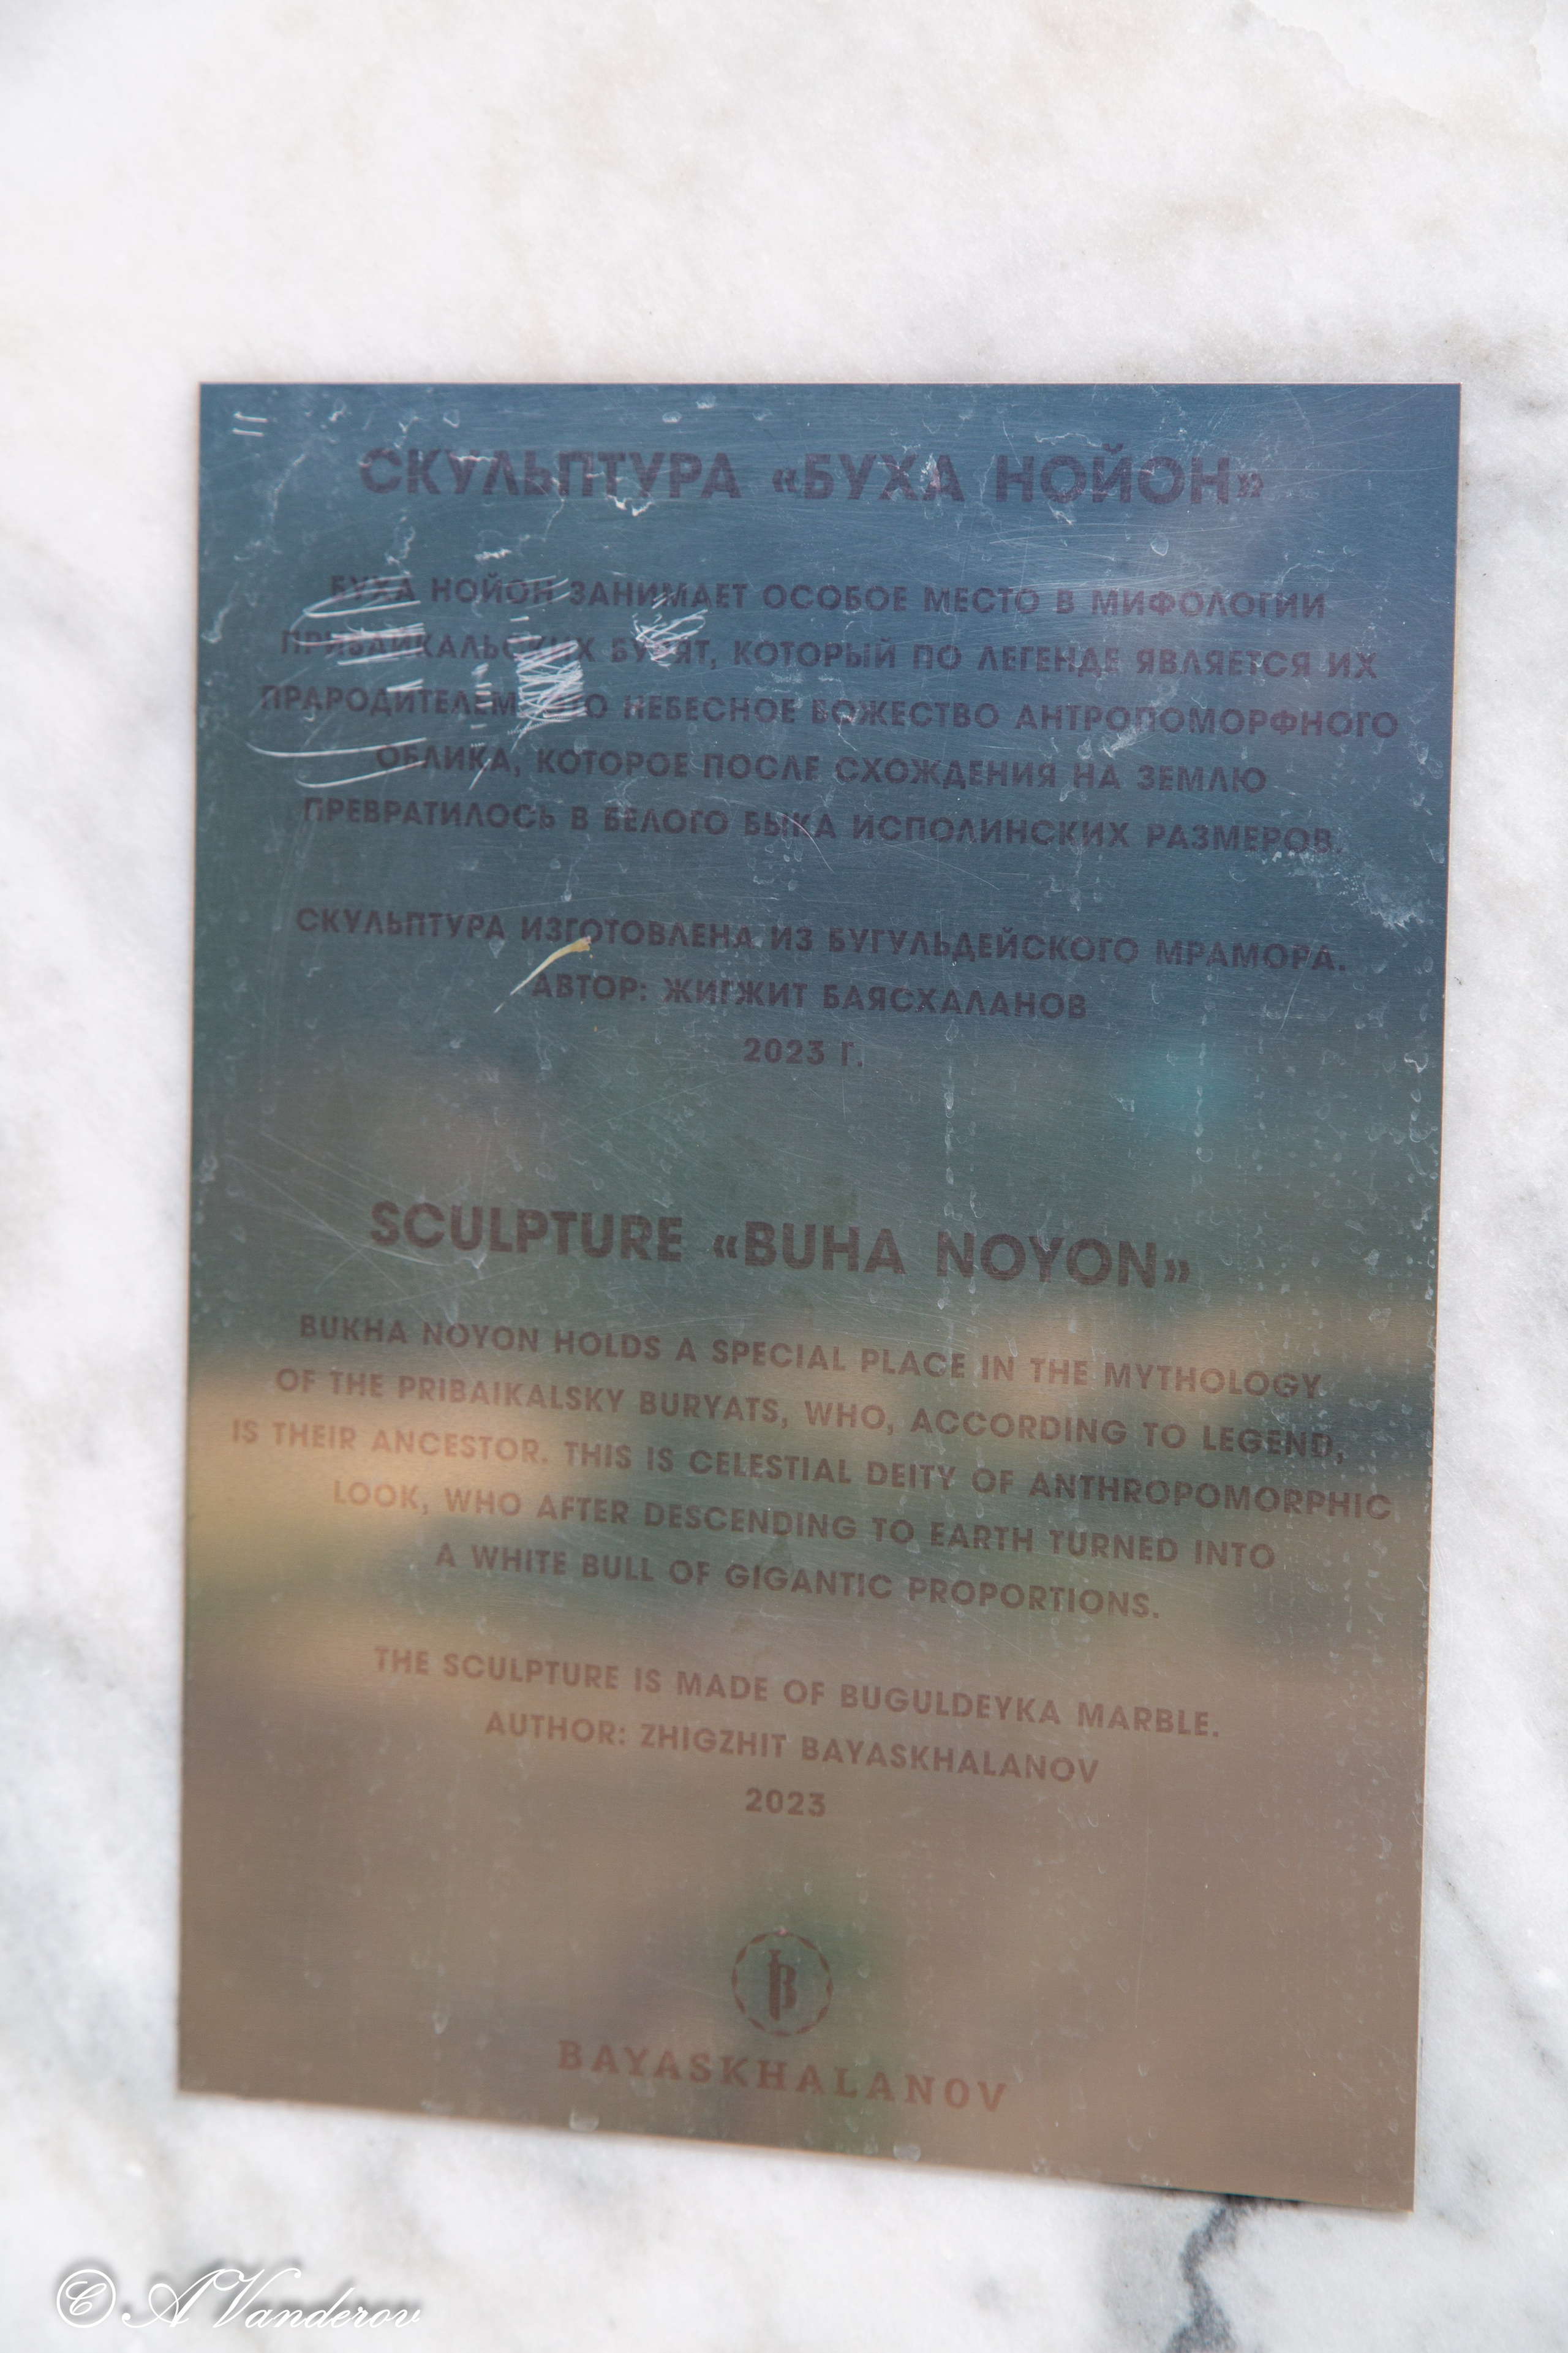 СКУЛЬПТУРА «БУХА НОЙОН»
БУХА НОЙОН ЗАНИМАЕТ ОСОБОЕ МЕСТО В МИФОЛОГИИ
ПРИБАЙКАЛЬСКИХ БУРЯТ, КОТОРЫЙ ПО ЛЕГЕНДЕ ЯВЛЯЕТСЯ ИХ
ПРАРОДИТЕЛЕМ НЕБЕСНОЕ БОЖЕСТВО АНТРОПОМОРФНОГО
ОБЛИКА, КОТОРОЕ ПОСЛЕ СХОЖДЕНИЯ НА ЗЕМЛЮ
ПРЕВРАТИЛОСЬ В БЕЛОГО БЫКА ИСПОЛИНСКИХ РАЗМЕРОВ.
СКУЛЬПТУРА ИЗГОТОВЛЕНА ИЗ БУГУЛЬДЕЙСКОГО МРАМОРА.
АВТОР: ЖИГЖИТ БАЯСХАЛАНОВ
2023 Г.
SCULPTURE «BUHA NOYON»
BUKHA NOYON HOLDS A SPECIAL PLACE IN THE MYTHOLOGY
OF THE PRIBAIKALSKY BURYATS, WHO, ACCORDING TO LEGEND,
IS THEIR ANCESTOR. THIS IS CELESTIAL DEITY OF ANTHROPOMORPHIC
LOOK, WHO AFTER DESCENDING TO EARTH TURNED INTO
A WHITE BULL OF GIGANTIC PROPORTIONS.
THE SCULPTURE IS MADE OF BUGULDEYKA MARBLE.
AUTHOR: ZHIGZHIT BAYASKHALANOV
2023
BAYASKHALANOV
© AVanderov